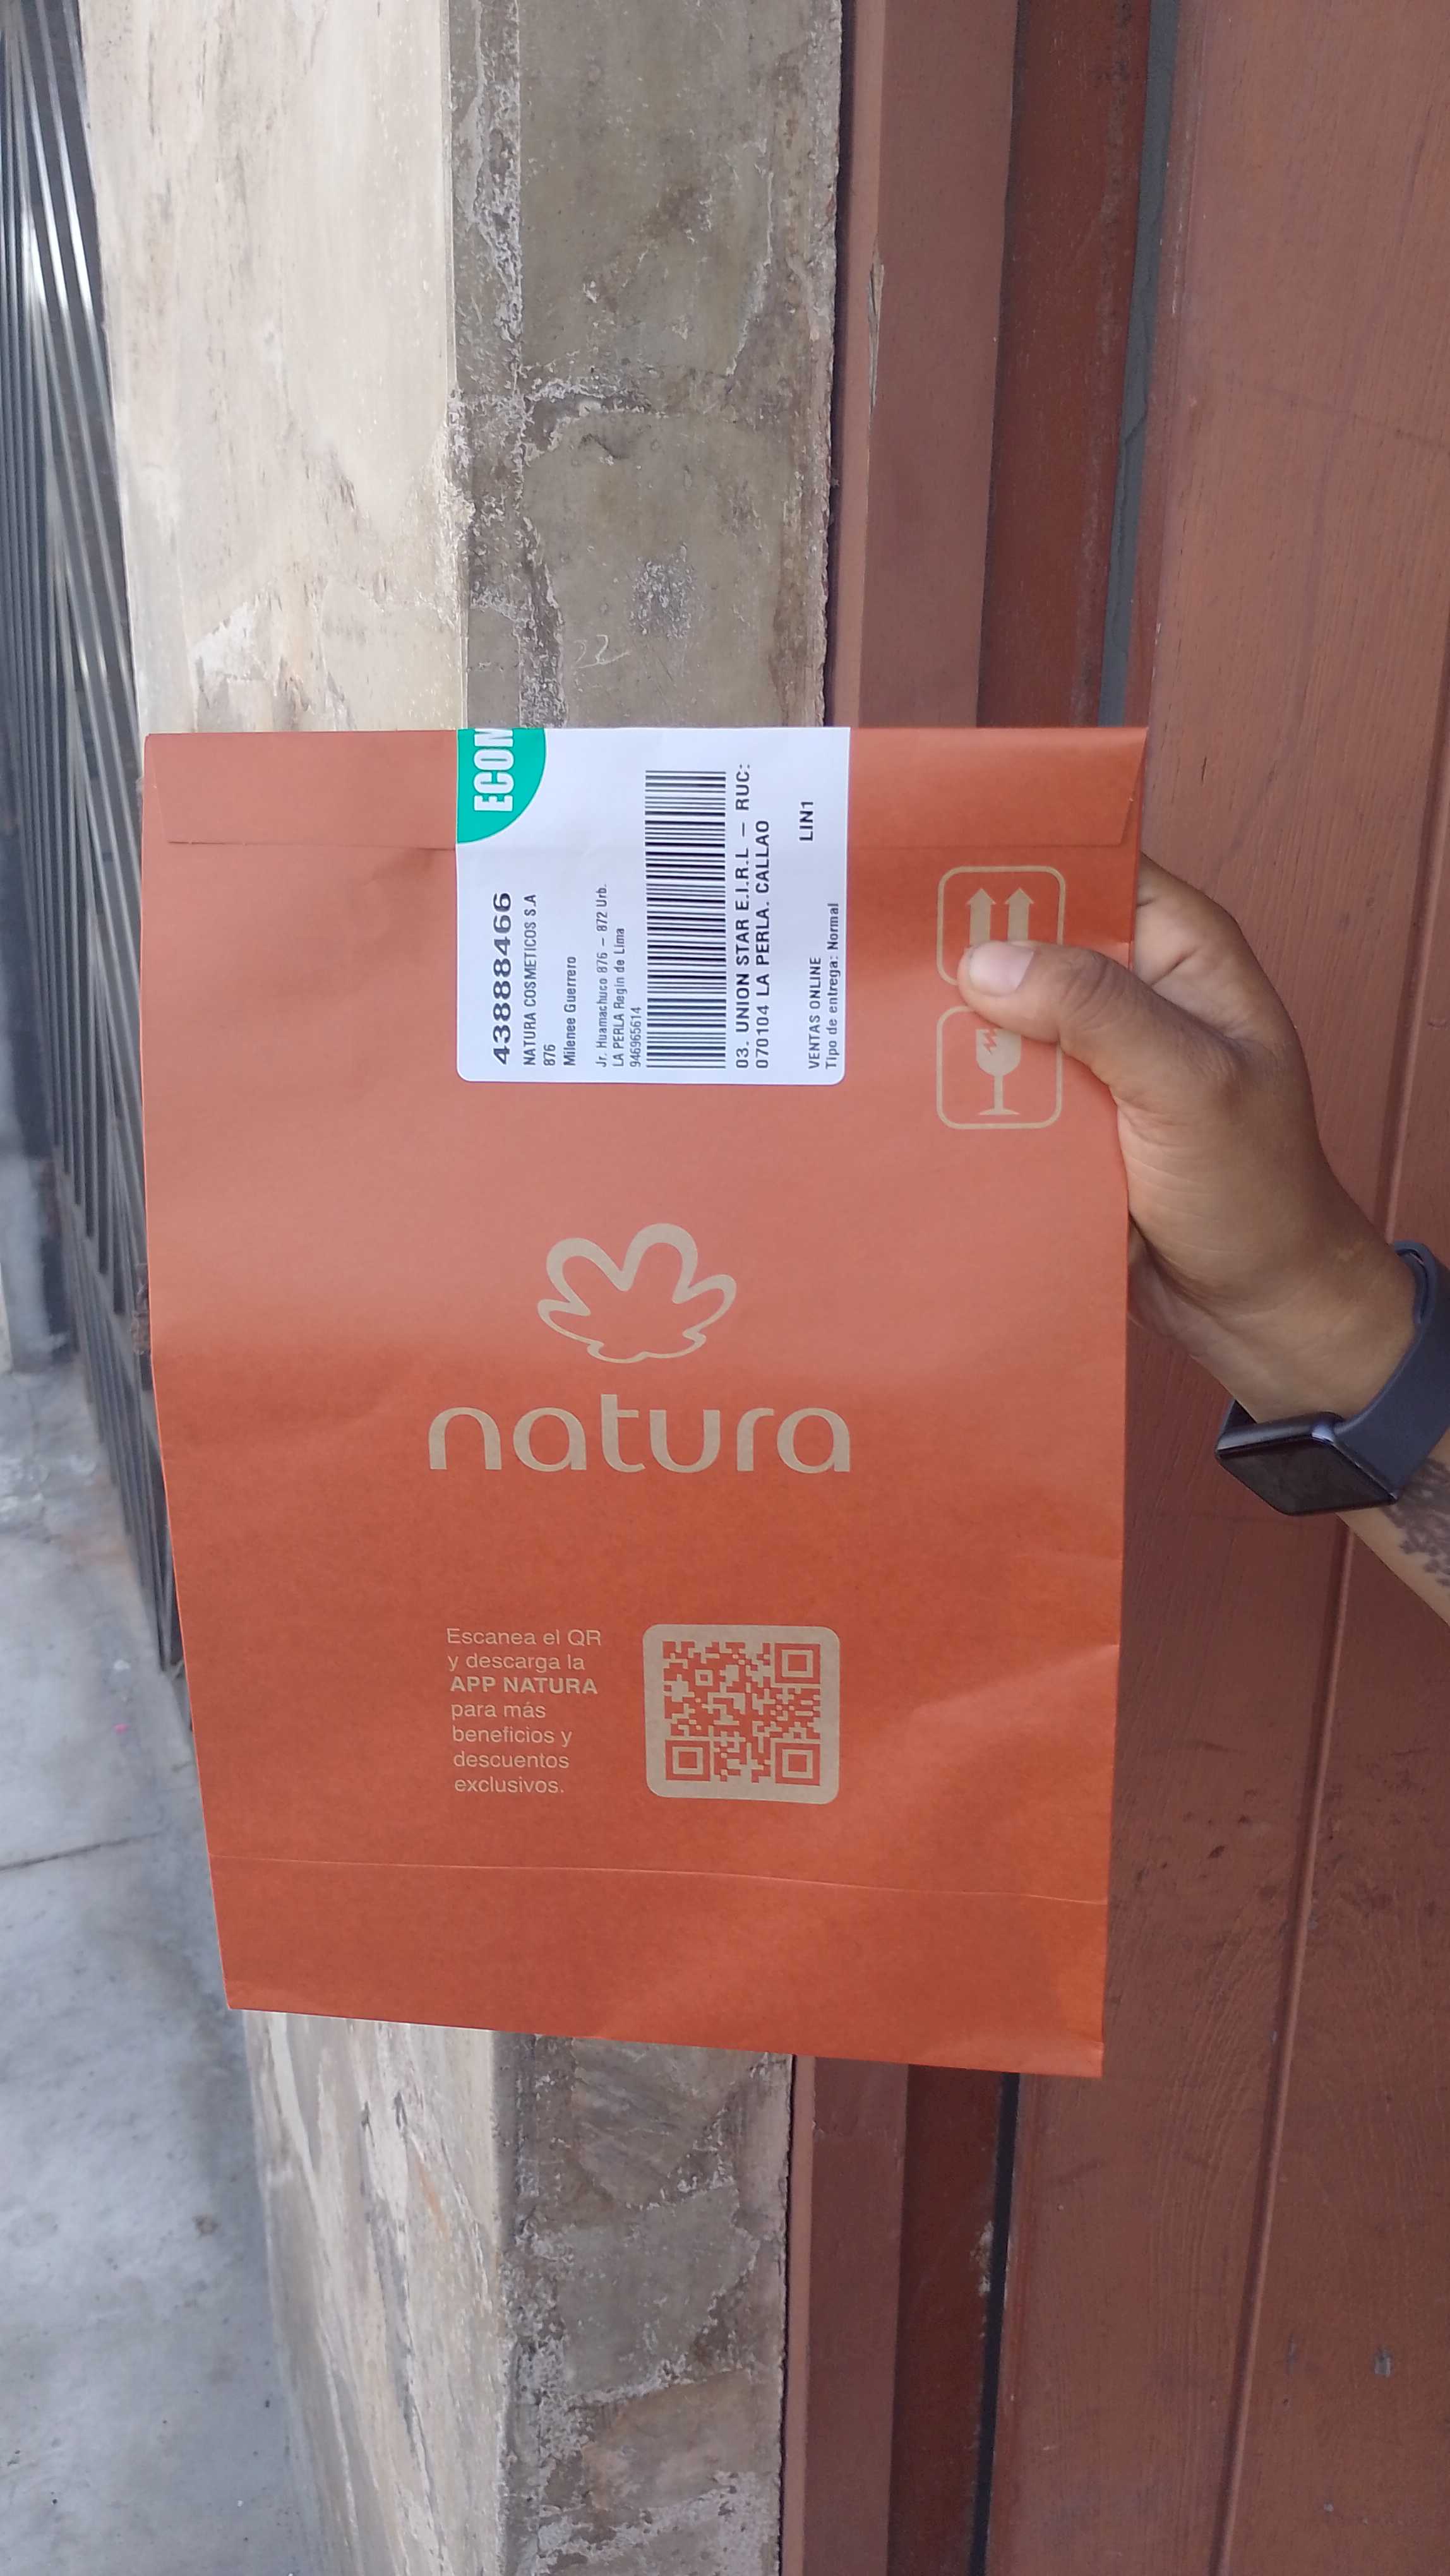 ECOM
43888466
NATURA COSMETICOS S.A
876
Milenee Guerrero
Jr. Huamachuco 876 – 872 Urb.
LA PERLA Regin de Lima
946965614
03. UNION STAR E.I.R.L – RUC:
070104 LA PERLA. CALLAO
LIN1
VENTAS ONLINE
Tipo de entrega: Normal
natura
Escanea el QR
y descarga la
APP NATURA
para más
beneficios y
descuentos
exclusivos.
22